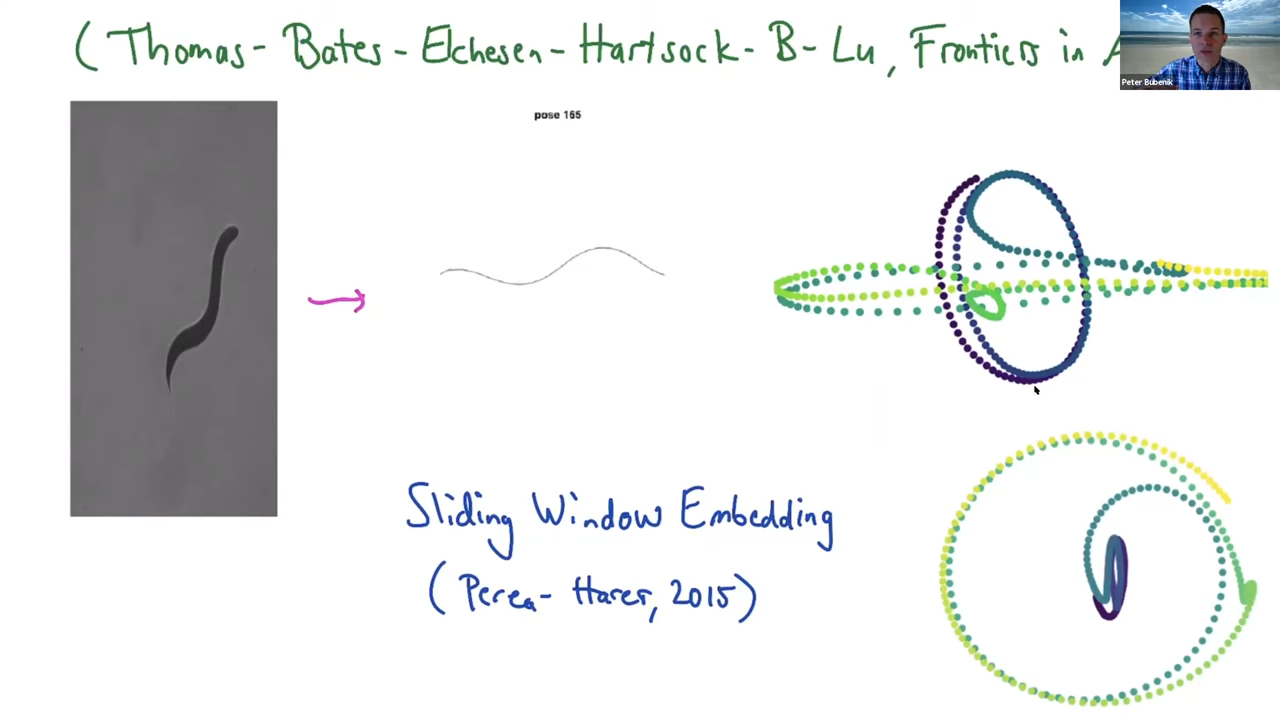 (Thomas-Bates-Elchesen-Hartsock-B-Lu, Frontiers in
Peter Bubenik
pose 165
Sliding Window Embedding
(Perea-Harer, 2015)